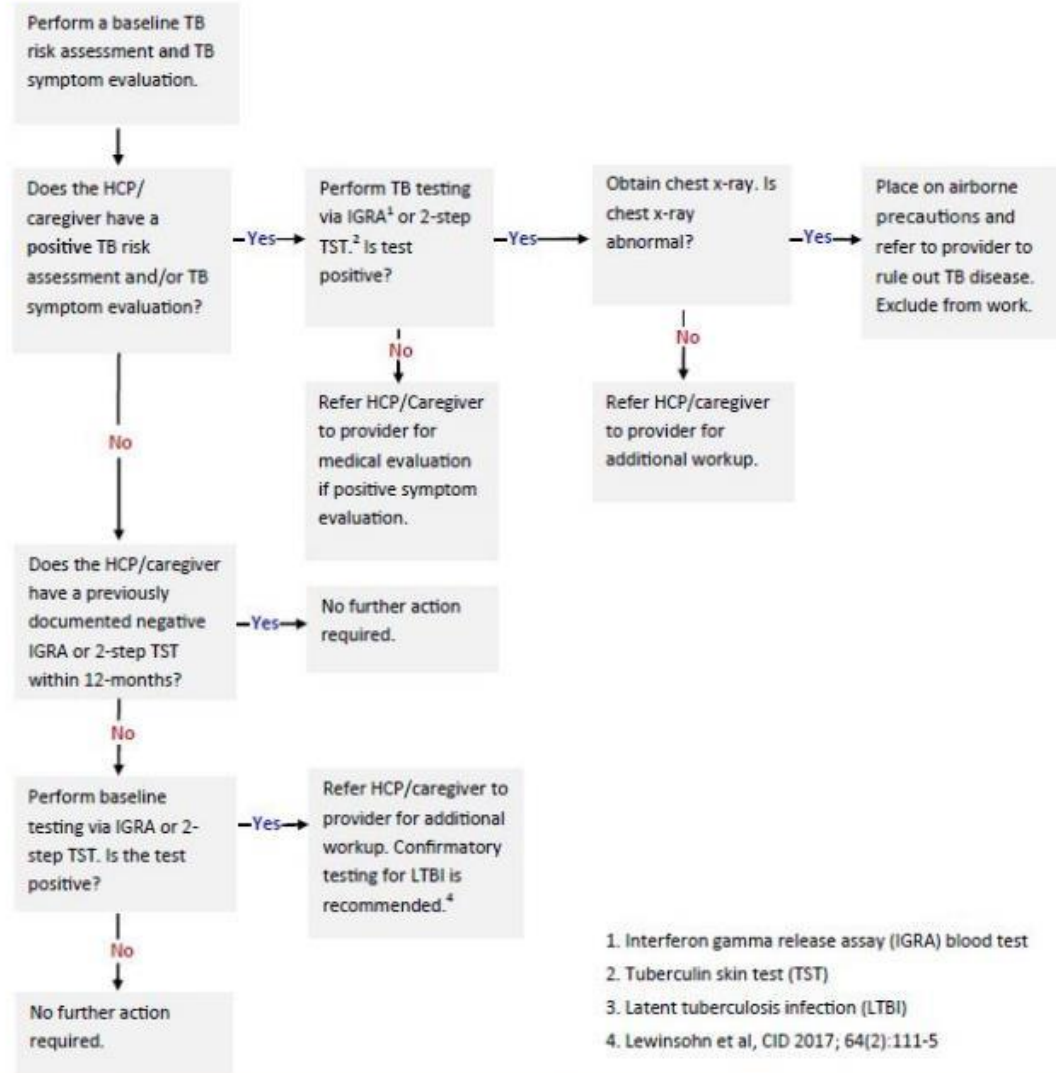 Perform a baseline TB
risk assessment and TB
symptom evaluation.
Does the HCP/
caregiver have a
positive TB risk
assessment and/or TB
symptom evaluation?
Yes
Perform TB testing
via IGRA¹ or 2-step
TST.² Is test
positive?
Yes
Obtain chest x-ray. Is
chest x-ray
abnormal?
Yes
Place on airborne
precautions and
refer to provider to
rule out TB disease.
Exclude from work.
No
Refer HCP/Caregiver
to provider for
medical evaluation
if positive symptom
evaluation.
No
Refer HCP/caregiver
to provider for
additional workup.
No
Does the HCP/caregiver
have a previously
documented negative
IGRA or 2-step TST
within 12-months?
Yes
No further action
required.
No
Perform baseline
testing via IGRA or 2-
step TST. Is the test
positive?
Yes
Refer HCP/caregiver to
provider for additional
workup. Confirmatory
testing for LTBI is
recommended.⁴
No
No further action
required.
1. Interferon gamma release assay (IGRA) blood test
2. Tuberculin skin test (TST)
3. Latent tuberculosis infection (LTBI)
4. Lewinsohn et al, CID 2017; 64(2):111-5